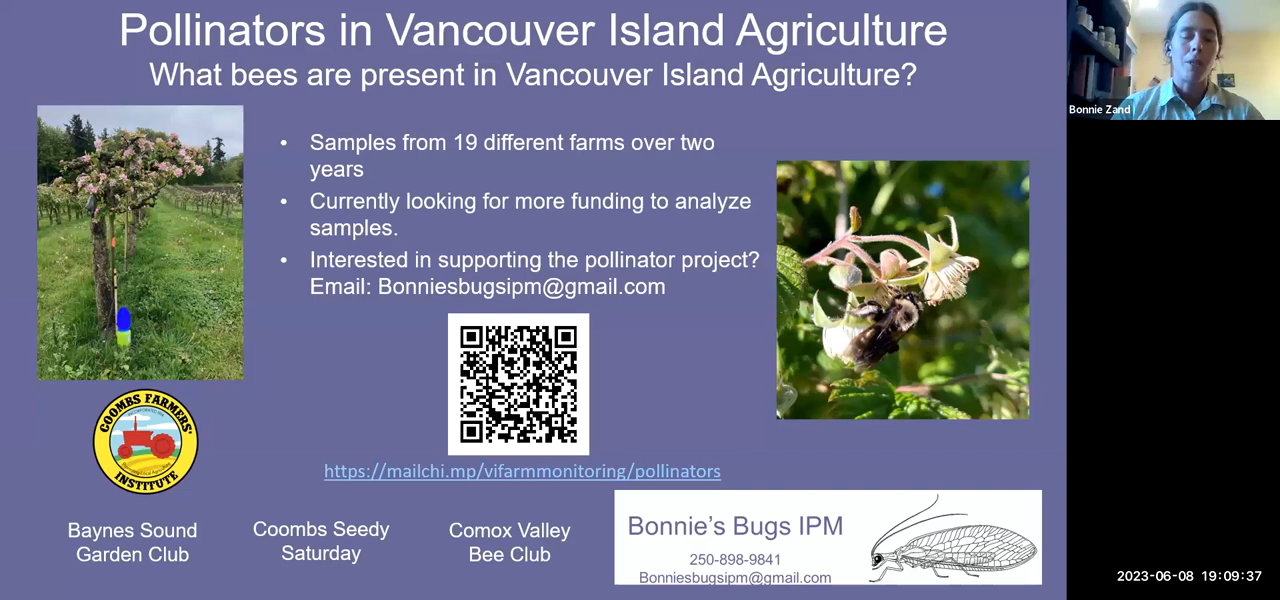 Pollinators in Vancouver Island Agriculture
What bees are present in Vancouver Island Agriculture?
Bonnie Zand
• Samples from 19 different farms over two
years
• Currently looking for more funding to analyze
samples.
• Interested in supporting the pollinator project?
Email: Bonniesbugsipm@gmail.com
COOMBS FARMERS'
INSTITUTE
https://mailchi.mp/vifarmmonitoring/pollinators
Baynes Sound
Garden Club
Coombs Seedy
Saturday
Comox Valley
Bee Club
Bonnie's Bugs IPM
250-898-9841
Bonniesbugsipm@gmail.com
2023-06-08 19:09:37